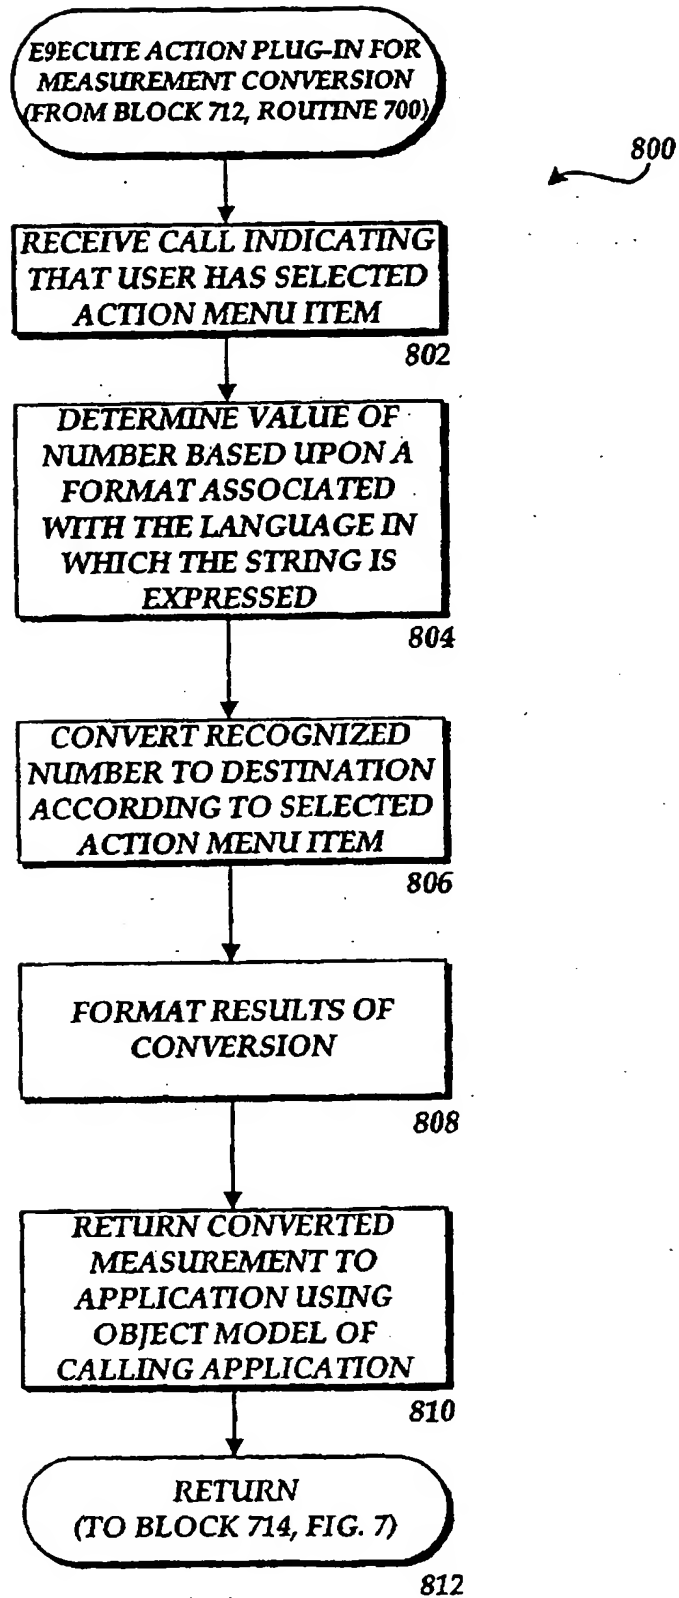 E9ECUTE ACTION PLUG-IN FOR
MEASUREMENT CONVERSION
(FROM BLOCK 712, ROUTINE 700)
800
RECEIVE CALL INDICATING
THAT USER HAS SELECTED
ACTION MENU ITEM
802
DETERMINE VALUE OF
NUMBER BASED UPON A
FORMAT ASSOCIATED
WITH THE LANGUAGE IN
WHICH THE STRING IS
EXPRESSED
804
CONVERT RECOGNIZED
NUMBER TO DESTINATION
ACCORDING TO SELECTED
ACTION MENU ITEM
806
FORMAT RESULTS OF
CONVERSION
808
RETURN CONVERTED
MEASUREMENT TO
APPLICATION USING
OBJECT MODEL OF
CALLING APPLICATION
810
RETURN
(TO BLOCK 714, FIG. 7)
812